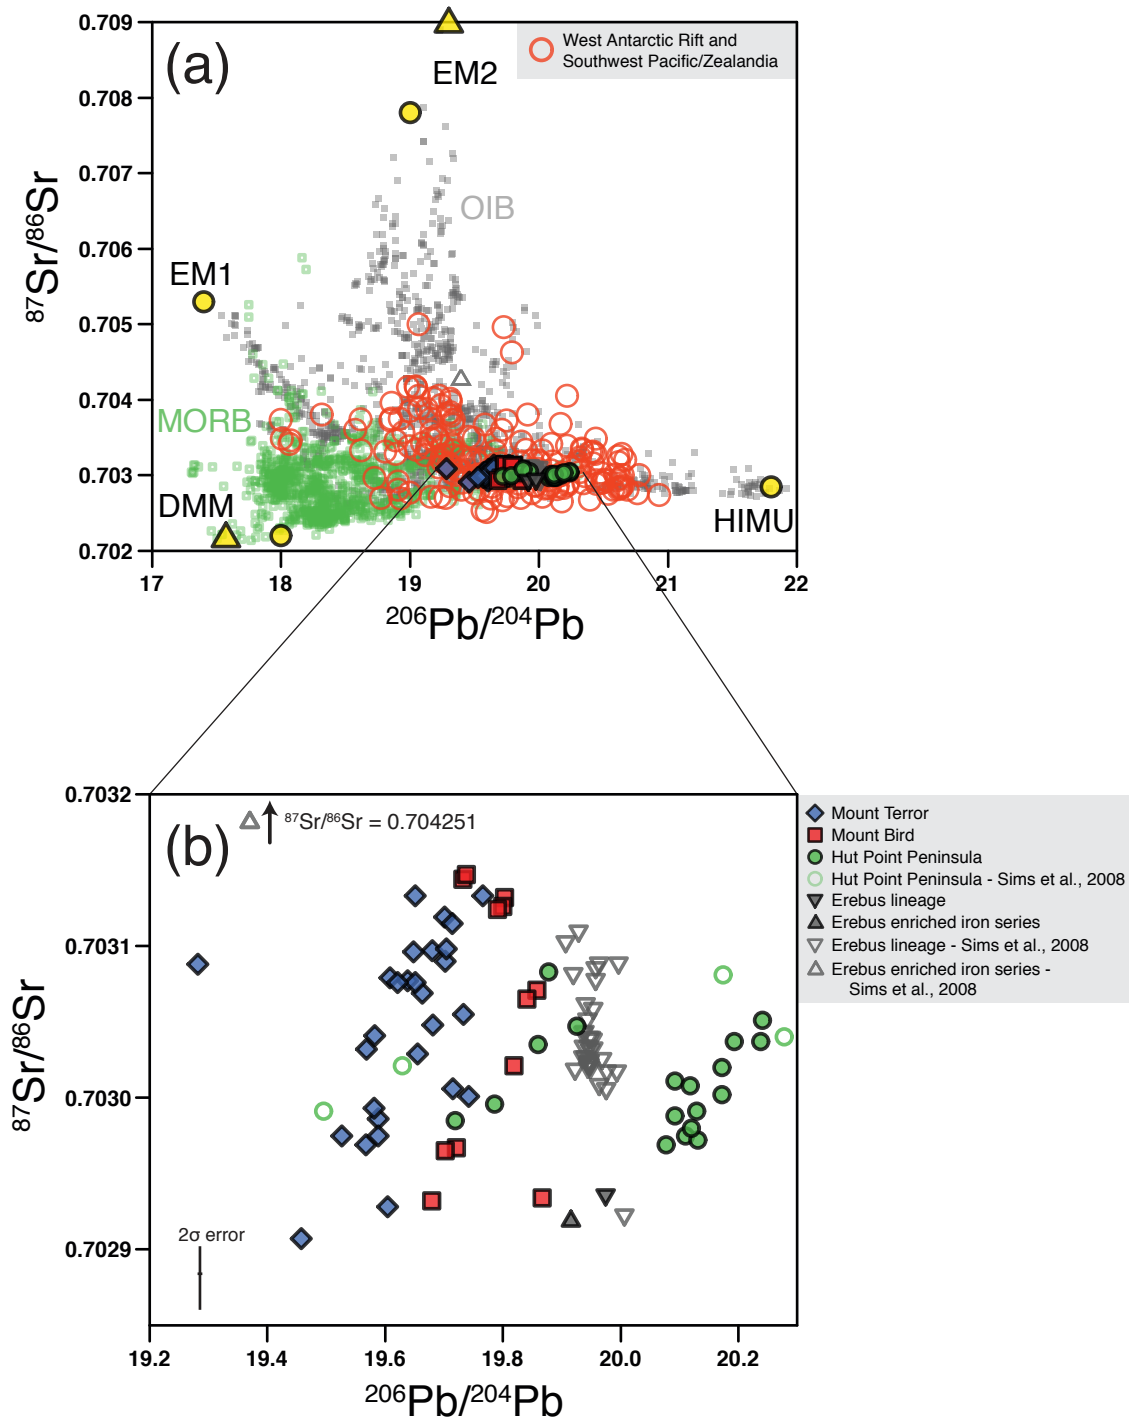 (a)
West Antarctic Rift and
Southwest Pacific/Zealandia
EM2
OIB
EM1
MORB
DMM
HIMU
0.709
0.708
0.707
0.706
0.705
0.704
0.703
0.702
⁸⁷Sr/⁸⁶Sr
17 18 19 20 21 22
²⁰⁶Pb/²⁰⁴Pb
(b)
⁸⁷Sr/⁸⁶Sr = 0.704251
2σ error
0.7032
0.7031
0.7030
0.7029
⁸⁷Sr/⁸⁶Sr
19.2 19.4 19.6 19.8 20.0 20.2
²⁰⁶Pb/²⁰⁴Pb
Mount Terror
Mount Bird
Hut Point Peninsula
Hut Point Peninsula - Sims et al., 2008
Erebus lineage
Erebus enriched iron series
Erebus lineage - Sims et al., 2008
Erebus enriched iron series -
Sims et al., 2008